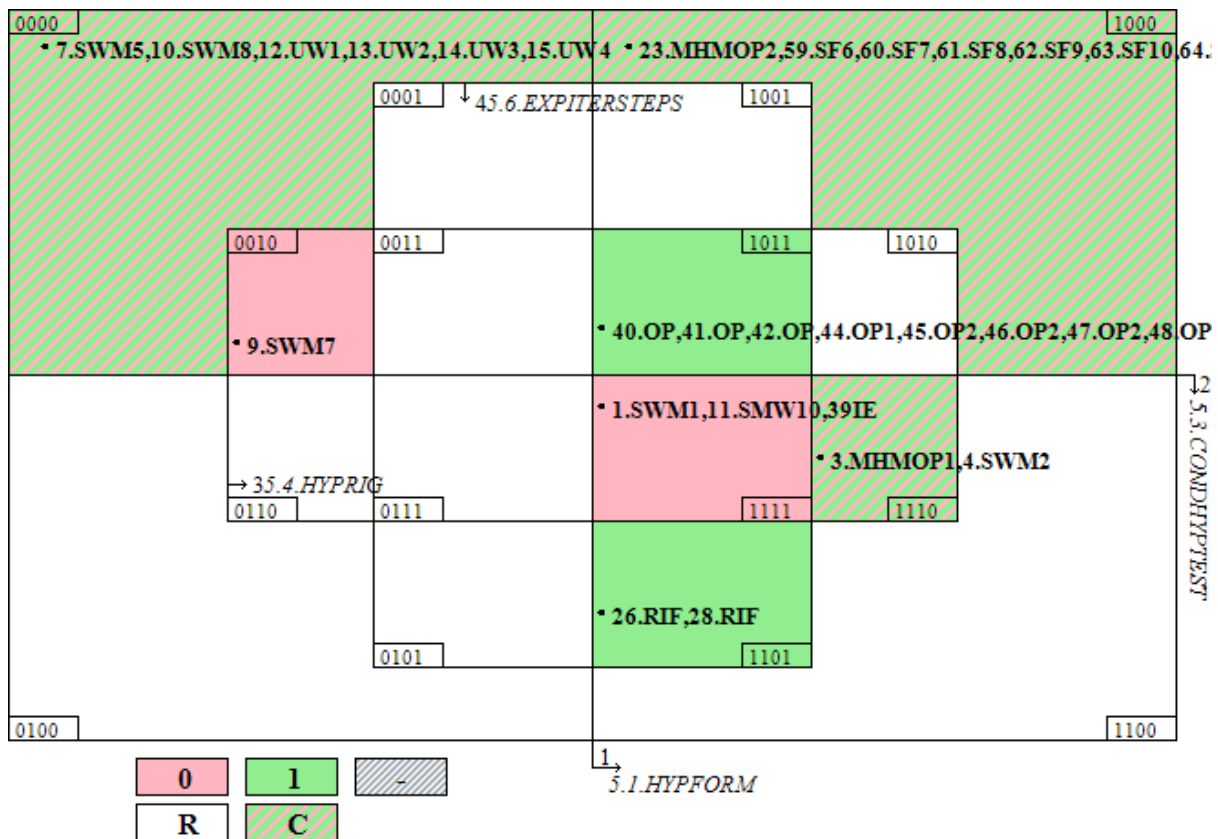 0000 1000
7.SWM5,10.SWM8,12.UW1,13.UW2,14.UW3,15.UW4 23.MHMOP2,59.SF6,60.SF7,61.SF8,62.SF9,63.SF10,64.
0001 45.6.EXPITERSTEPS 1001
0010 0011 1011 1010
9.SWM7 40.OP,41.OP,42.OP,44.OP1,45.OP2,46.OP2,47.OP2,48.OP
2
5.3.CONDHYPTEST
1.SWM1,11.SMW10,39IE
3.MHMOP1,4.SWM2
35.4.HYPRIG
0110 0111 1111 1110
26.RIF,28.RIF
0101 1101
0100 1100
1
5.1.HYPFORM
0 1 -
R C